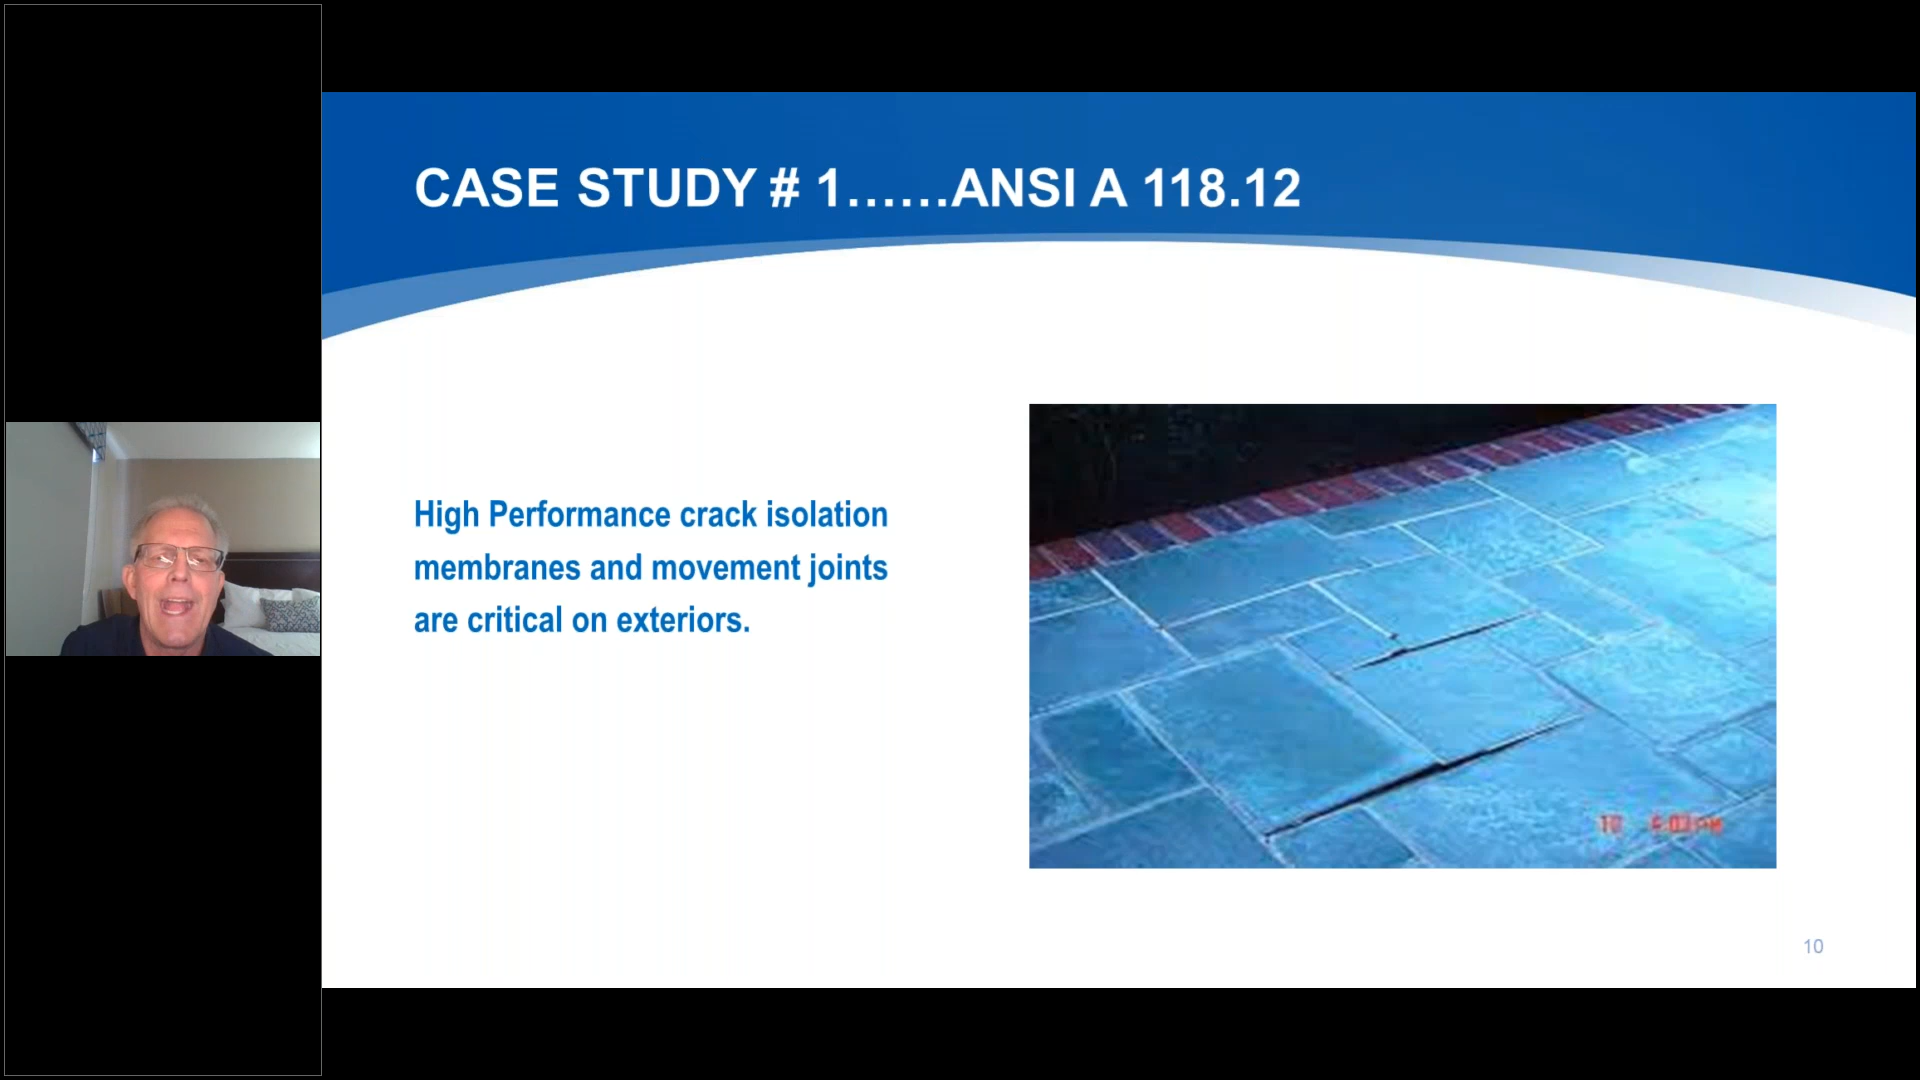 CASE STUDY # 1......ANSI A 118.12
High Performance crack isolation
membranes and movement joints
are critical on exteriors.
10
10